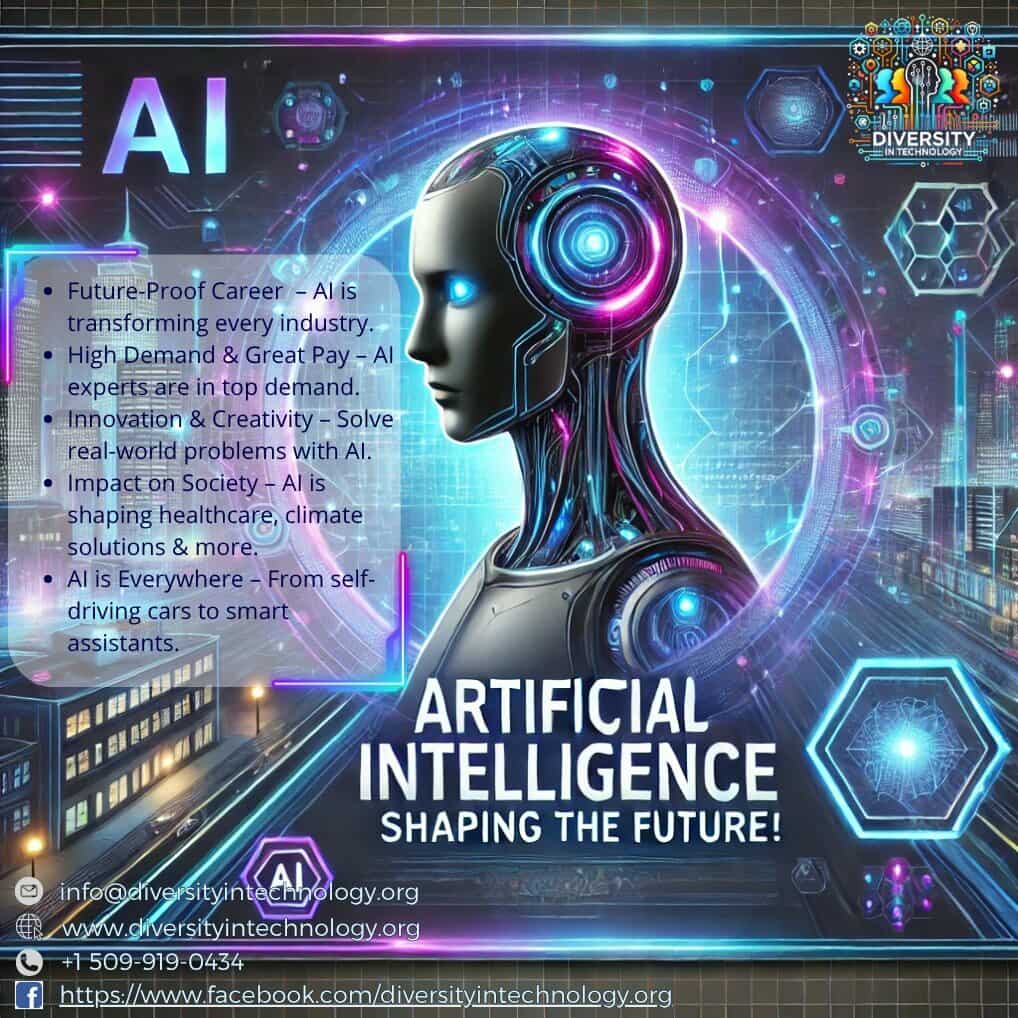 AI
DIVERSITY
IN TECHNOLOGY
• Future-Proof Career – AI is
transforming every industry.
• High Demand & Great Pay – AI
experts are in top demand.
• Innovation & Creativity – Solve
real-world problems with AI.
• Impact on Society – AI is
shaping healthcare, climate
solutions & more.
• AI is Everywhere – From self-
driving cars to smart
assistants.
ARTIFICIAL
INTELLIGENCE
SHAPING THE FUTURE!
AI
info@diversityintechnology.org
www.diversityintechnology.org
+1 509-919-0434
https://www.facebook.com/diversityintechnology.org